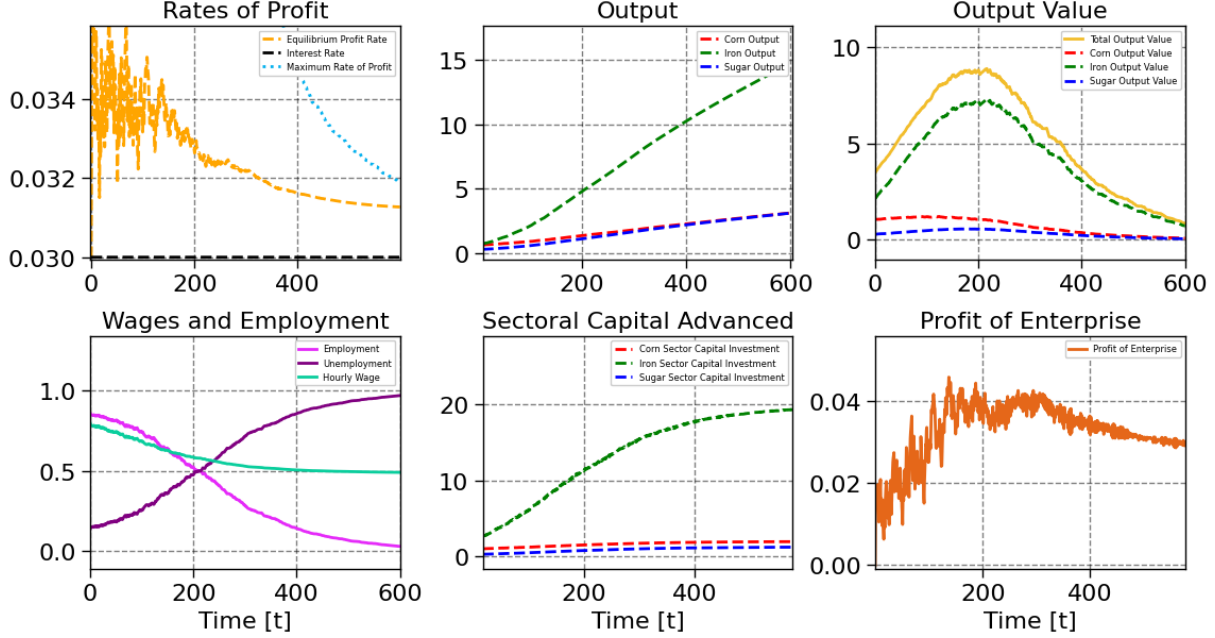 Rates of Profit
Equilibrium Profit Rate
Interest Rate
Maximum Rate of Profit
0.034
0.032
0.030
0
200
400
Output
Corn Output
Iron Output
Sugar Output
15
10
5
0
200
400
600
Output Value
Total Output Value
Corn Output Value
Iron Output Value
Sugar Output Value
10
5
0
0
200
400
600
Wages and Employment
Employment
Unemployment
Hourly Wage
1.0
0.5
0.0
0
200
400
600
Time [t]
Sectoral Capital Advanced
Corn Sector Capital Investment
Iron Sector Capital Investment
Sugar Sector Capital Investment
20
10
0
200
400
Time [t]
Profit of Enterprise
Profit of Enterprise
0.04
0.02
0.00
200
400
Time [t]